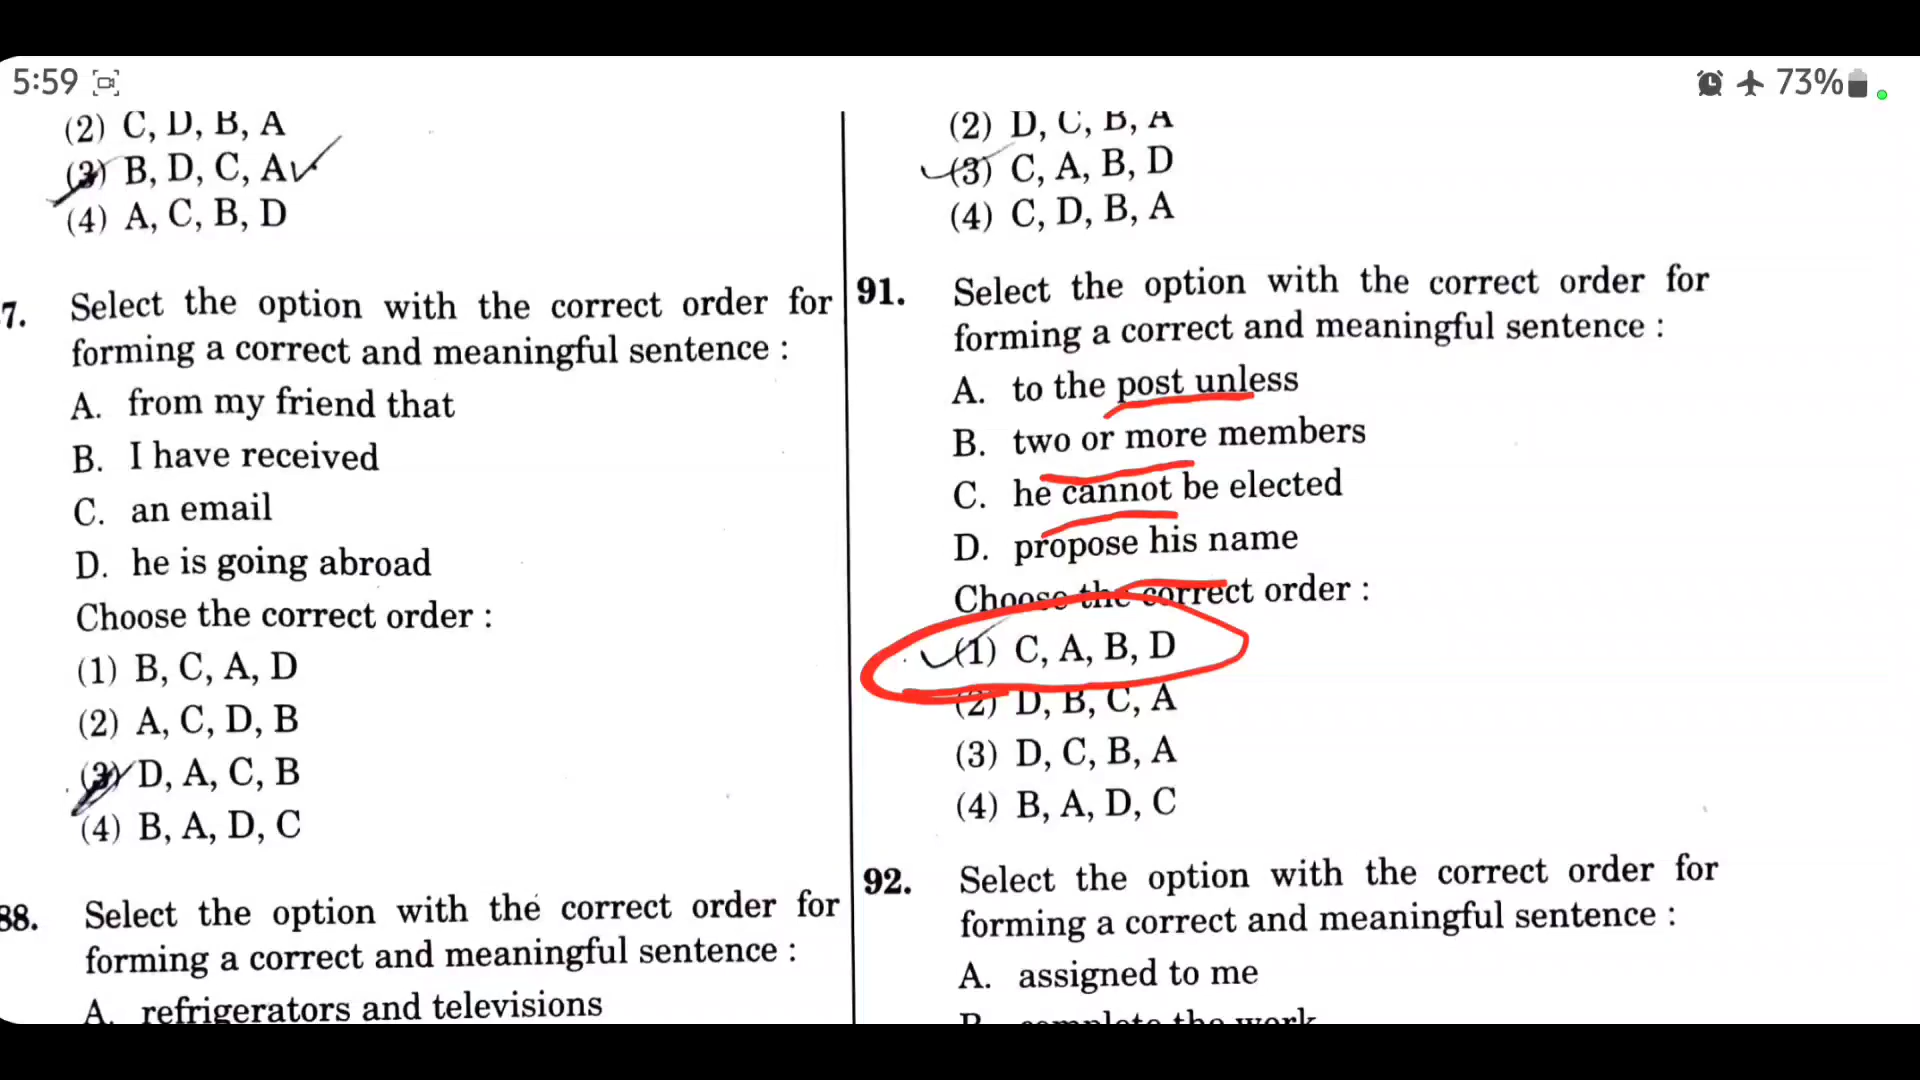 5:59
73%
(2) C, D, B, A
(3) B, D, C, A
(4) A, C, B, D
7. Select the option with the correct order for
forming a correct and meaningful sentence :
A. from my friend that
B. I have received
C. an email
D. he is going abroad
Choose the correct order :
(1) B, C, A, D
(2) A, C, D, B
(3) D, A, C, B
(4) B, A, D, C
88. Select the option with the correct order for
forming a correct and meaningful sentence :
A. refrigerators and televisions
(2) D, C, B, A
(3) C, A, B, D
(4) C, D, B, A
91. Select the option with the correct order for
forming a correct and meaningful sentence :
A. to the post unless
B. two or more members
C. he cannot be elected
D. propose his name
Choose the correct order :
(1) C, A, B, D
(2) D, B, C, A
(3) D, C, B, A
(4) B, A, D, C
92. Select the option with the correct order for
forming a correct and meaningful sentence :
A. assigned to me
B. complete the work